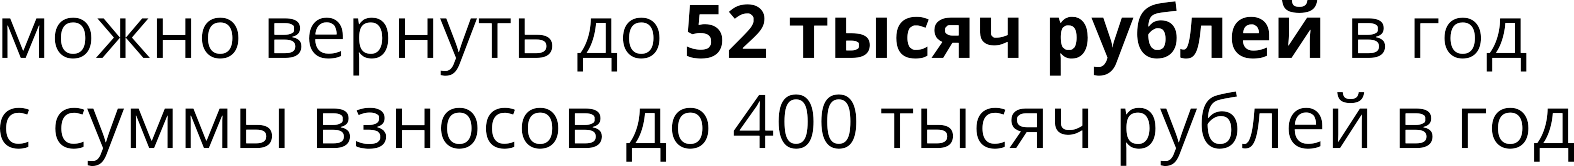 можно вернуть до 52 тысяч рублей в год
с суммы взносов до 400 тысяч рублей в год